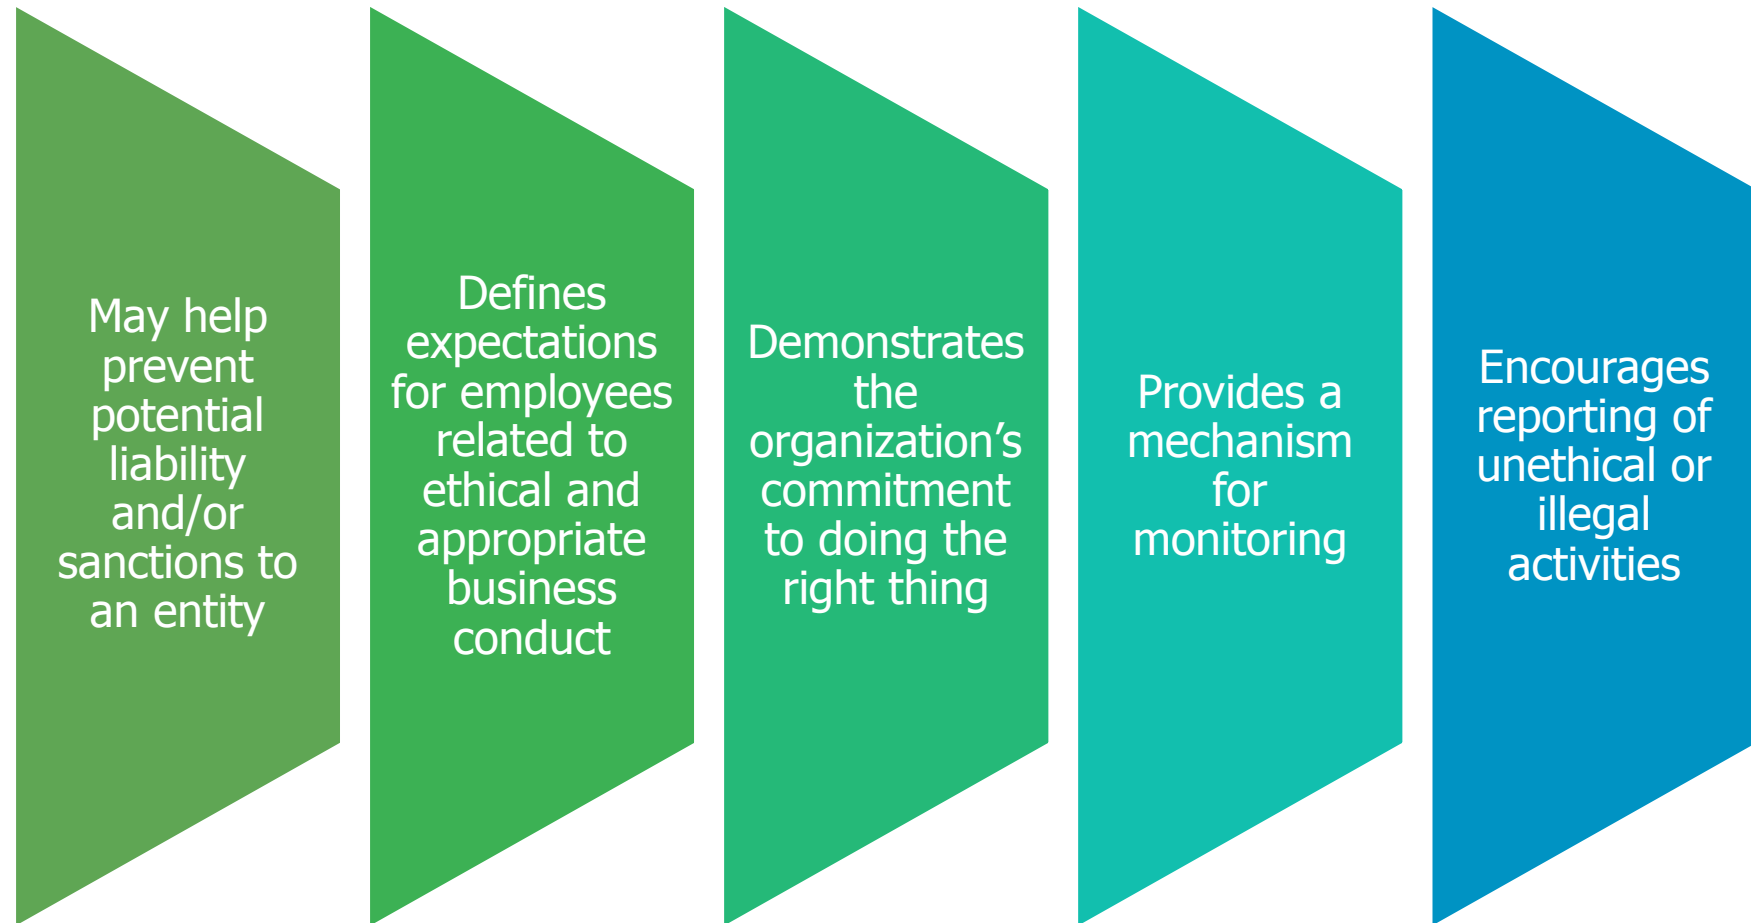 May help
prevent
potential
liability
and/or
sanctions to
an entity
Defines
expectations
for employees
related to
ethical and
appropriate
business
conduct
Demonstrates
the
organization’s
commitment
to doing the
right thing
Provides a
mechanism
for
monitoring
Encourages
reporting of
unethical or
illegal
activities